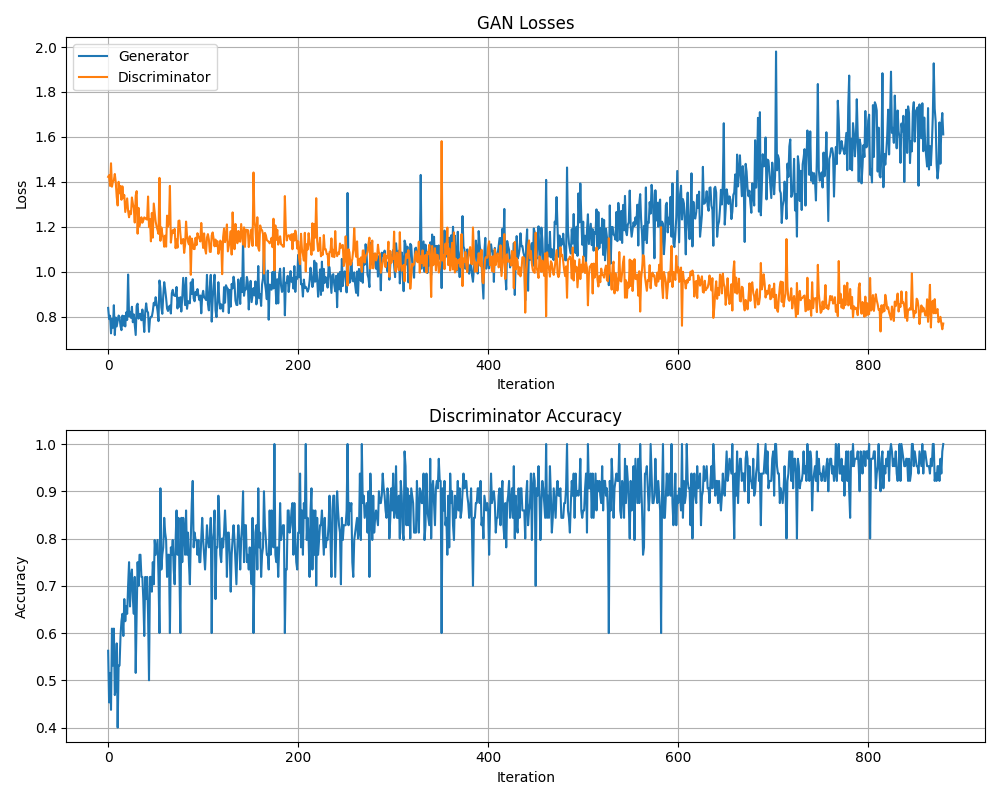 GAN Losses
Generator
Discriminator
2.0
1.8
1.6
1.4
1.2
1.0
0.8
Loss
0 200 400 600 800
Iteration
Discriminator Accuracy
1.0
0.9
0.8
0.7
0.6
0.5
0.4
Accuracy
0 200 400 600 800
Iteration